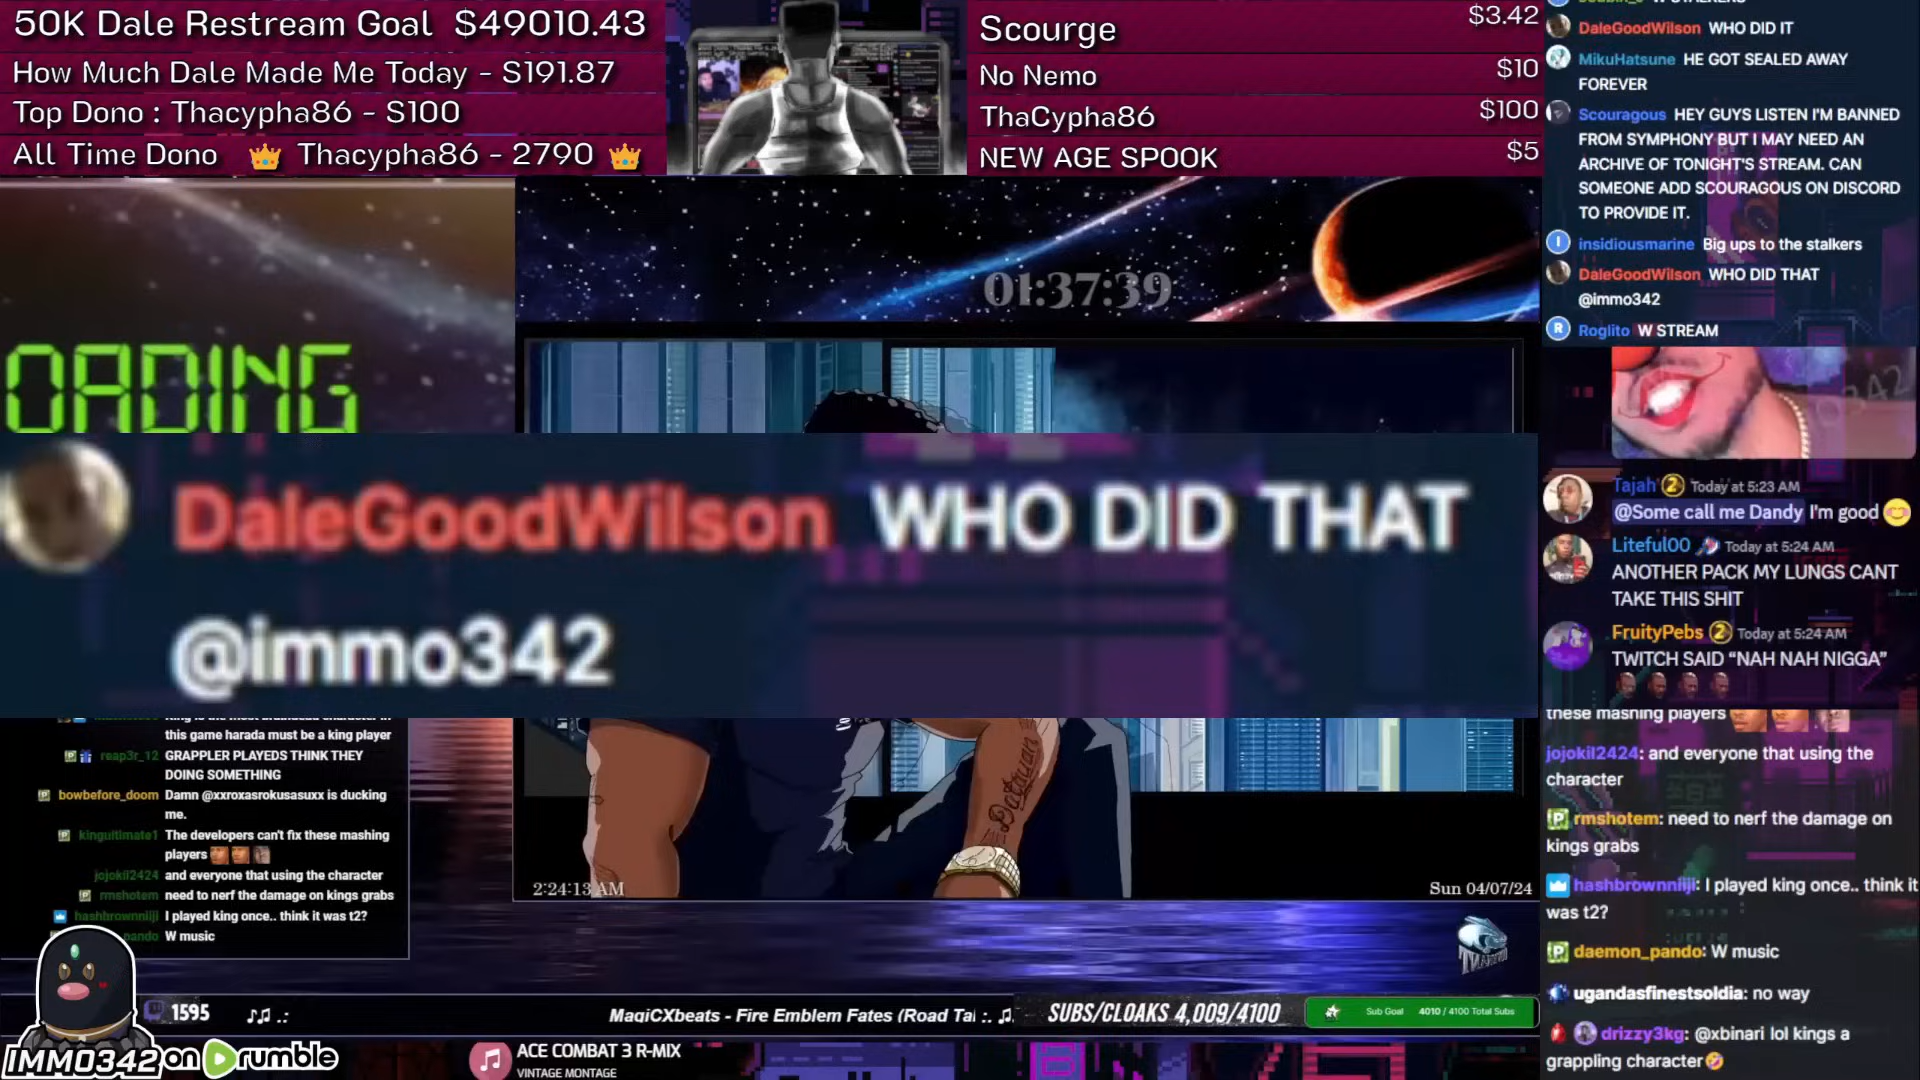 50K Dale Restream Goal $49010.43
How Much Dale Made Me Today - S191.87
Top Dono : Thacypha86 - S100
All Time Dono Thacypha86 - 2790
Scourge $3.42
No Nemo $10
ThaCypha86 $100
NEW AGE SPOOK $5
DaleGoodWilson WHO DID IT
MikuHatsune HE GOT SEALED AWAY
FOREVER
Scouragous HEY GUYS LISTEN I'M BANNED
FROM SYMPHONY BUT I MAY NEED AN
ARCHIVE OF TONIGHT'S STREAM. CAN
SOMEONE ADD SCOURAGOUS ON DISCORD
TO PROVIDE IT.
I insidiousmarine Big ups to the stalkers
DaleGoodWilson WHO DID THAT
@immo342
R Roglito W STREAM
01:37:39
OADING
DaleGoodWilson WHO DID THAT
@immo342
Tajah 2 Today at 5:23 AM
@Some call me Dandy I'm good
Liteful00 Today at 5:24 AM
ANOTHER PACK MY LUNGS CANT
TAKE THIS SHIT
FruityPebs 2 Today at 5:24 AM
TWITCH SAID “NAH NAH NIGGA”
these mashing players
jojokil2424: and everyone that using the
character
rmshotem: need to nerf the damage on
kings grabs
hashbrownniiji: I played king once.. think it
was t2?
daemon_pando: W music
ugandasfinestsoldia: no way
drizzy3kg: @xbinari lol kings a
grappling character
this game harada must be a king player
reap3r_12 GRAPPLER PLAYEDS THINK THEY
DOING SOMETHING
bowbefore_doom Damn @xxroxasrokusasuxx is ducking
me.
kingultimate1 The developers can't fix these mashing
players
jojokil2424 and everyone that using the character
rmshotem need to nerf the damage on kings grabs
hashbrownniiji I played king once.. think it was t2?
pando W music
2:24:13 AM
Sun 04/07/24
1595
MagiCXbeats - Fire Emblem Fates (Road Ta
SUBS/CLOAKS 4,009/4100
Sub Goal 4010 / 4100 Total Subs
IMMO342 on rumble
ACE COMBAT 3 R-MIX
VINTAGE MONTAGE